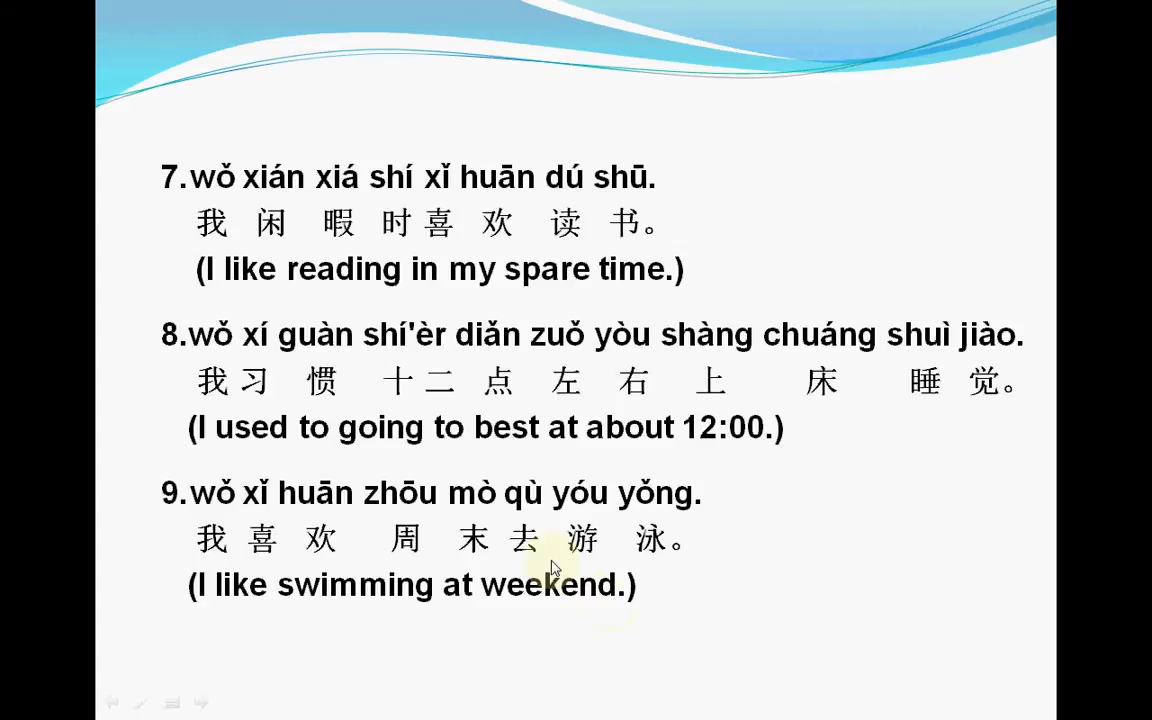 7.wǒ xián xiá shí xǐ huān dú shū.
我 闲 暇 时 喜 欢 读 书。
(I like reading in my spare time.)
8.wǒ xí guàn shí'èr diǎn zuǒ yòu shàng chuáng shuì jiào.
我 习 惯 十 二 点 左 右 上 床 睡 觉。
(I used to going to best at about 12:00.)
9.wǒ xǐ huān zhōu mò qù yóu yǒng.
我 喜 欢 周 末 去 游 泳。
(I like swimming at weekend.)